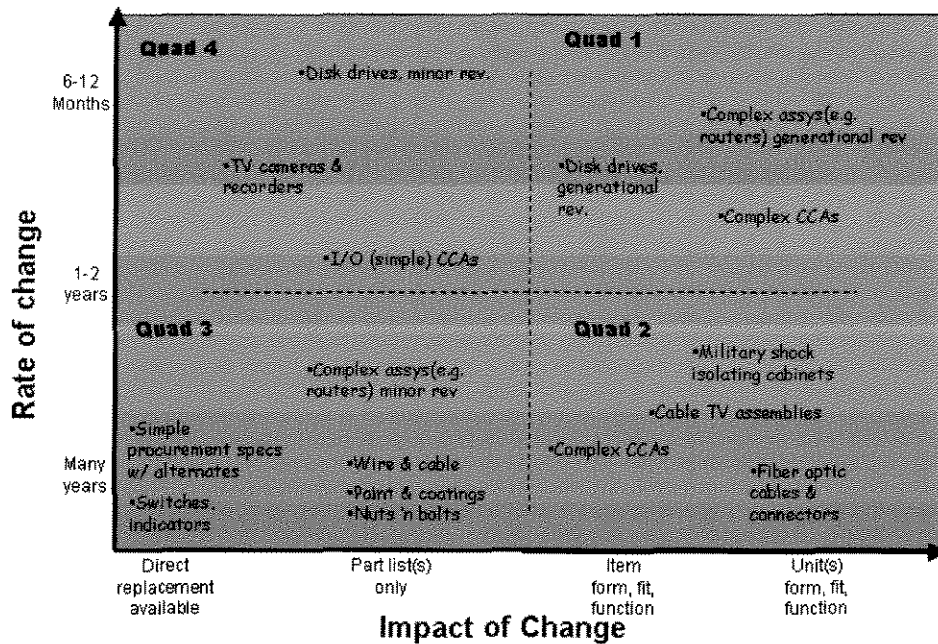 Quad 4
Quad 1
•Disk drives, minor rev.
6-12
Months
•Complex assys(e.g.
routers) generational rev
•TV cameras &
recorders
•Disk drives,
generational
rev.
•Complex CCAs
•I/O (simple) CCAs
1-2
years
Rate of change
Quad 3
Quad 2
•Military shock
isolating cabinets
•Complex assys(e.g.
routers) minor rev
•Cable TV assemblies
•Simple
procurement specs
w/ alternates
•Complex CCAs
•Wire & cable
Many
years
•Fiber optic
cables &
connectors
•Switches,
indicators
•Paint & coatings
•Nuts 'n bolts
Direct
replacement
available
Part list(s)
only
Item
form, fit,
function
Unit(s)
form, fit,
function
Impact of Change